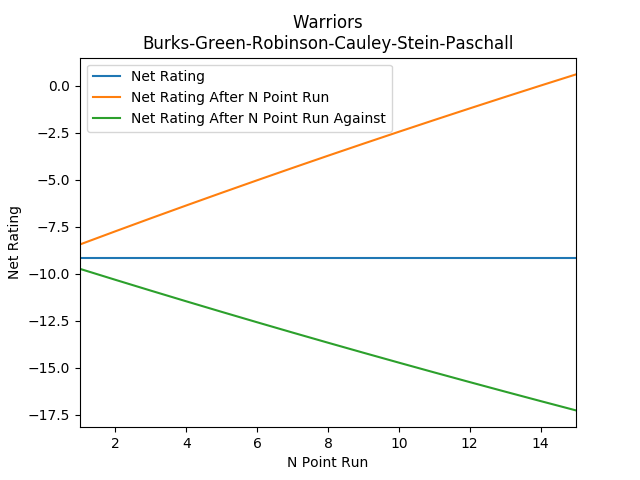 Warriors
Burks-Green-Robinson-Cauley-Stein-Paschall
Net Rating
Net Rating After N Point Run
Net Rating After N Point Run Against
0.0
−2.5
−5.0
−7.5
−10.0
−12.5
−15.0
−17.5
Net Rating
2 4 6 8 10 12 14
N Point Run